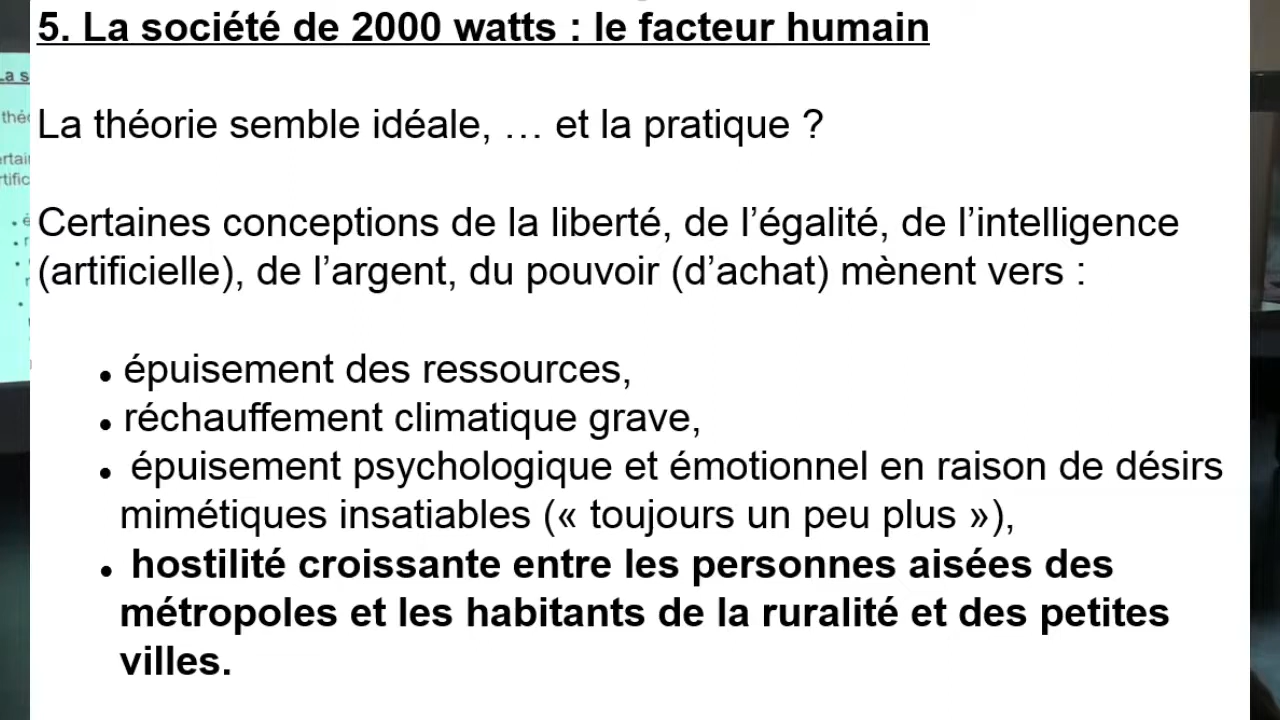 5. La société de 2000 watts : le facteur humain
La théorie semble idéale, … et la pratique ?
Certaines conceptions de la liberté, de l’égalité, de l’intelligence
(artificielle), de l’argent, du pouvoir (d’achat) mènent vers :
• épuisement des ressources,
• réchauffement climatique grave,
• épuisement psychologique et émotionnel en raison de désirs
mimétiques insatiables (« toujours un peu plus »),
• hostilité croissante entre les personnes aisées des
métropoles et les habitants de la ruralité et des petites
villes.